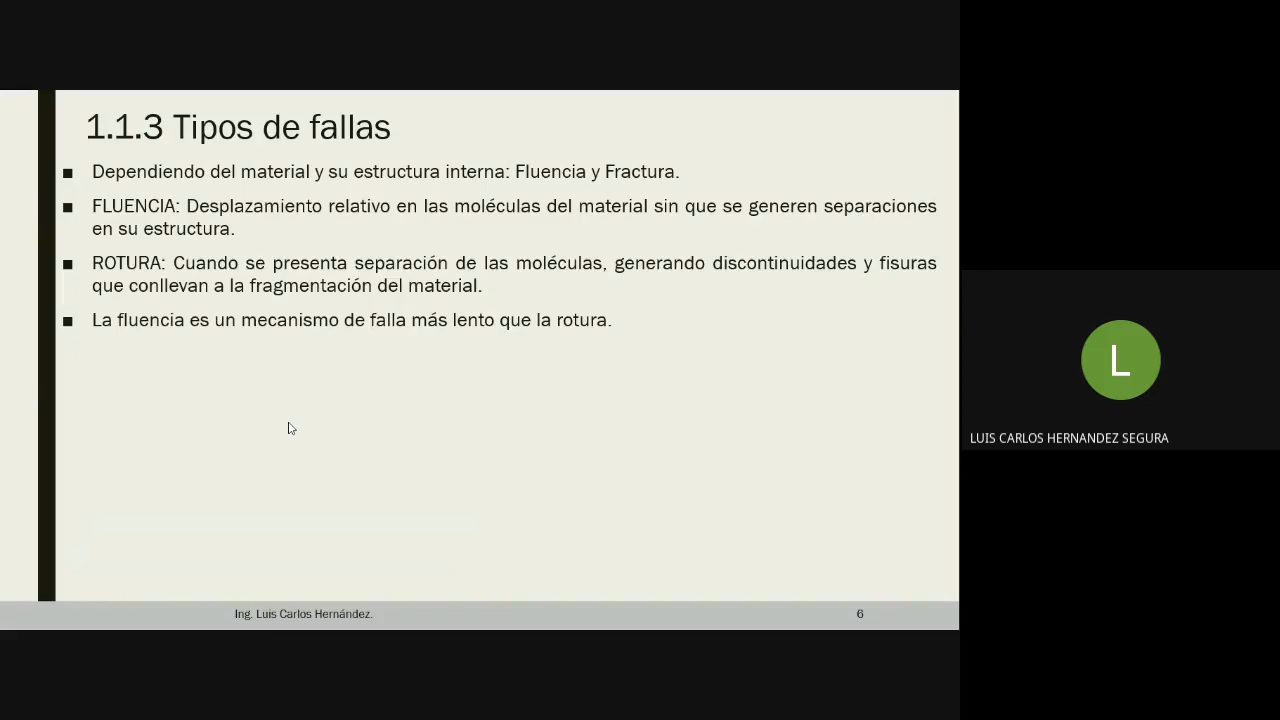 1.1.3 Tipos de fallas
■ Dependiendo del material y su estructura interna: Fluencia y Fractura.
■ FLUENCIA: Desplazamiento relativo en las moléculas del material sin que se generen separaciones
en su estructura.
■ ROTURA: Cuando se presenta separación de las moléculas, generando discontinuidades y fisuras
que conllevan a la fragmentación del material.
■ La fluencia es un mecanismo de falla más lento que la rotura.
Ing. Luis Carlos Hernández.
6
L
LUIS CARLOS HERNANDEZ SEGURA